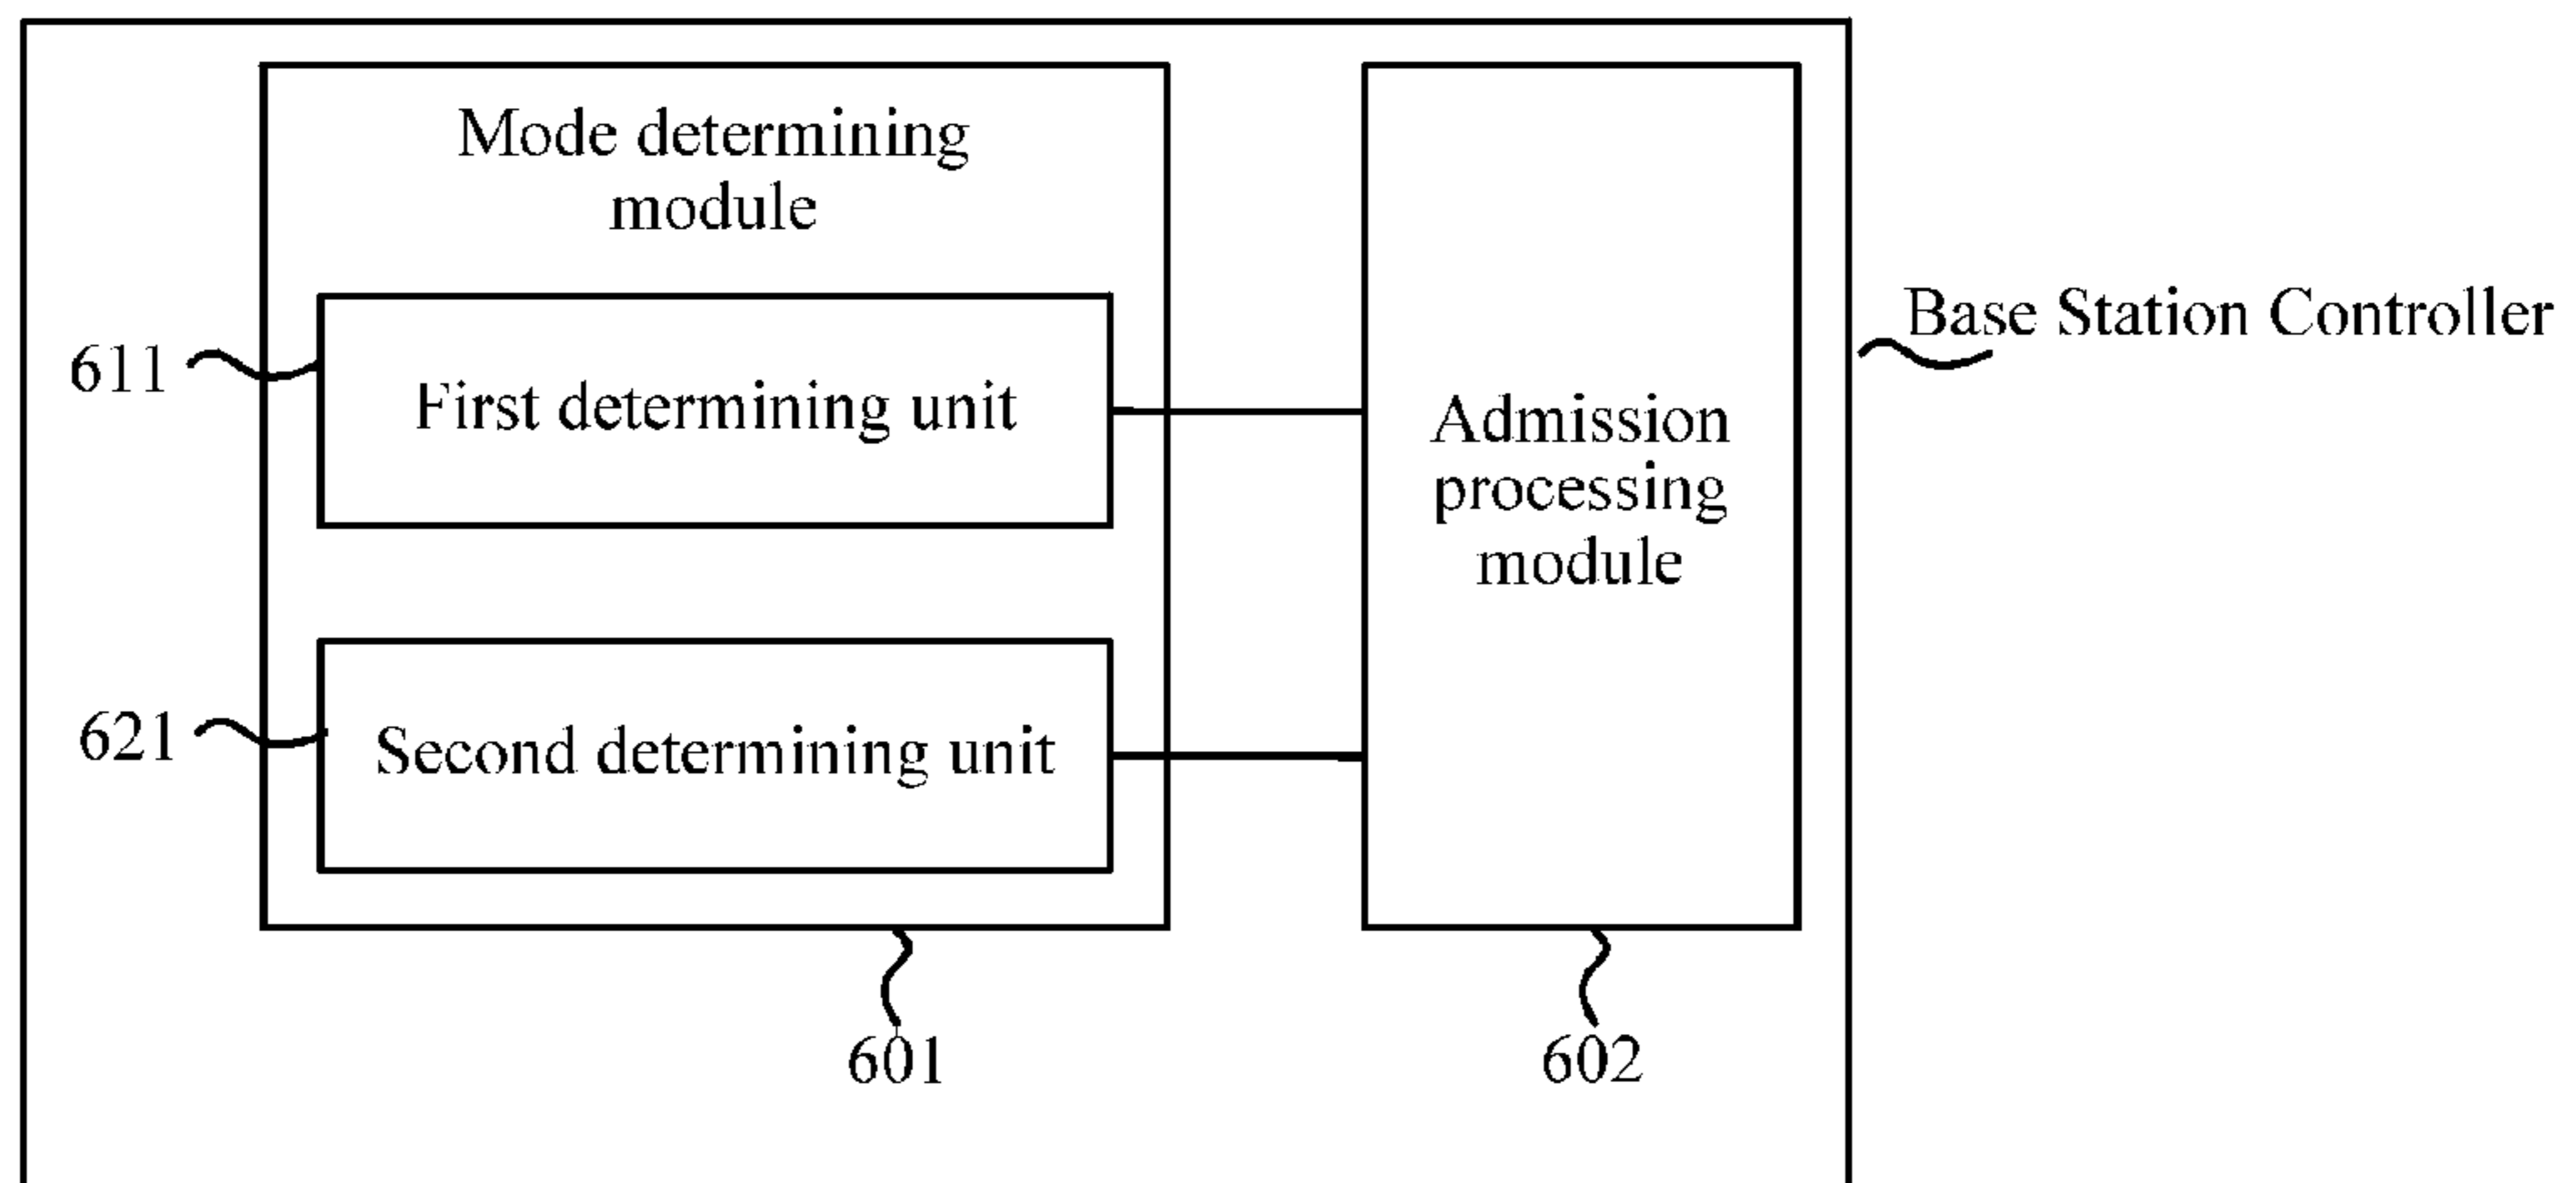 Mode determining
module
611
First determining unit
621
Second determining unit
Admission
processing
module
Base Station Controller
601
602